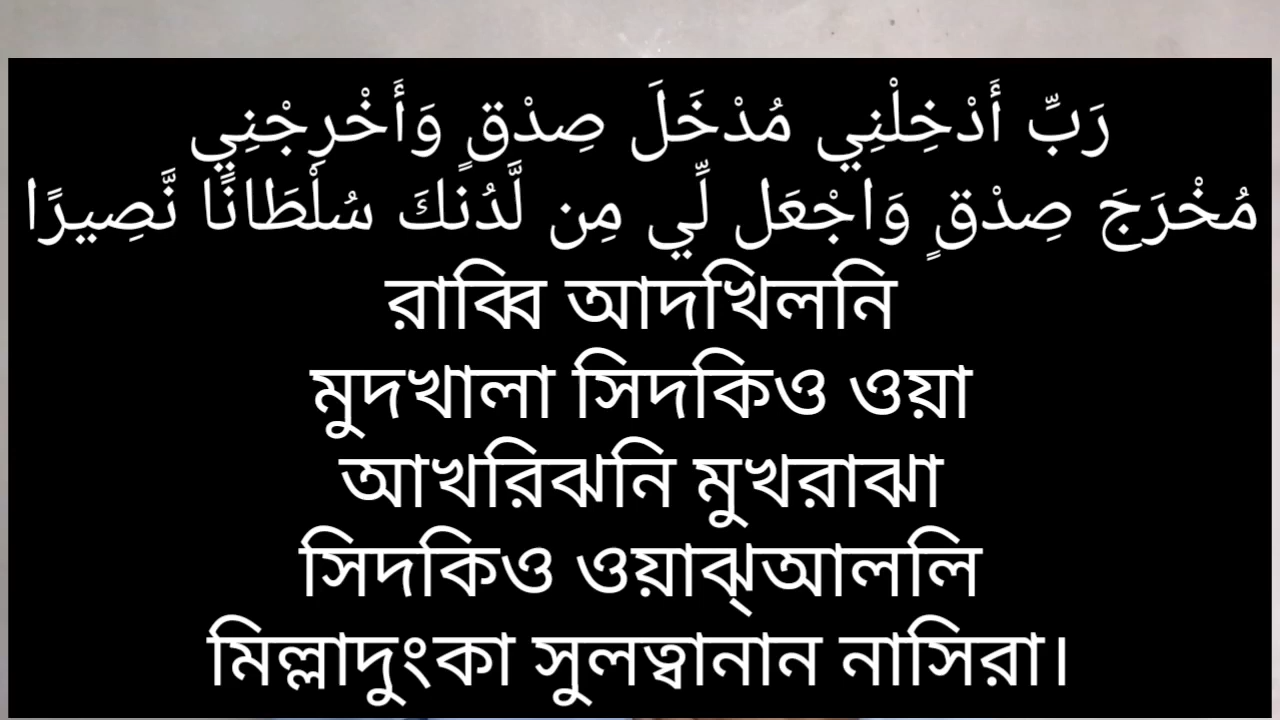 رَبِّ أَدْخِلْنِي مُدْخَلَ صِدْقٍ وَأَخْرِجْنِي
مُخْرَجَ صِدْقٍ وَاجْعَل لِّي مِن لَّدُنكَ سُلْطَانًا نَّصِيرًا
রাব্বি আদখিলনি
মুদখালা সিদকিও ওয়া
আখরিঝনি মুখরাঝা
সিদকিও ওয়াঝ্আললি
মিল্লাদুংকা সুলত্বানান নাসিরা।